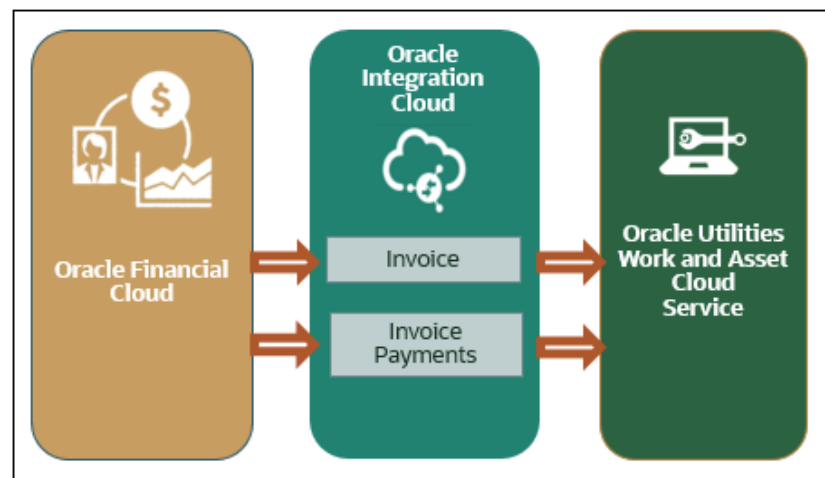 Oracle Financial
Cloud
Oracle
Integration
Cloud
Invoice
Invoice
Payments
Oracle Utilities
Work and Asset
Cloud
Service
$